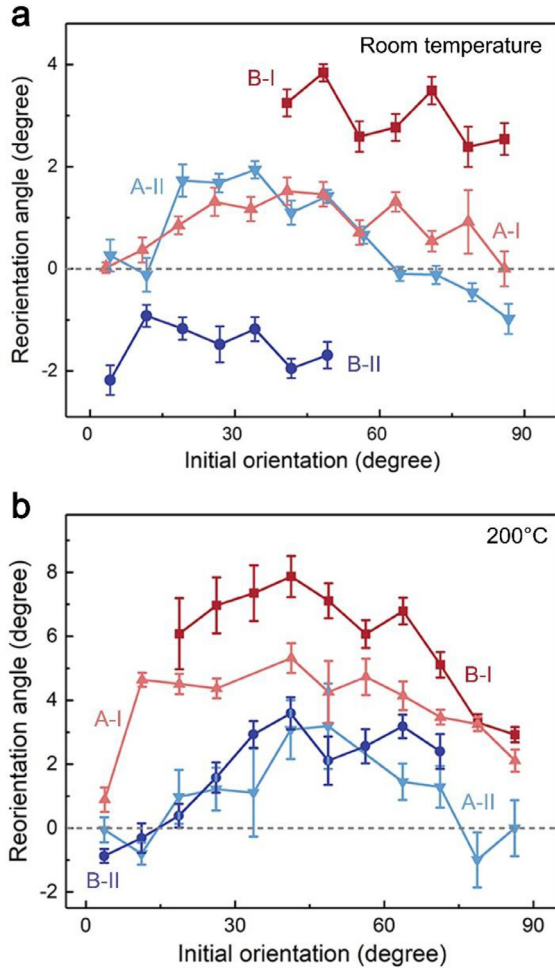 a
Room temperature
B-I
A-II
A-I
B-II
4
2
0
-2
Reorientation angle (degree)
0 30 60 90
Initial orientation (degree)
b
200°C
B-I
A-I
A-II
B-II
8
6
4
2
0
-2
Reorientation angle (degree)
0 30 60 90
Initial orientation (degree)